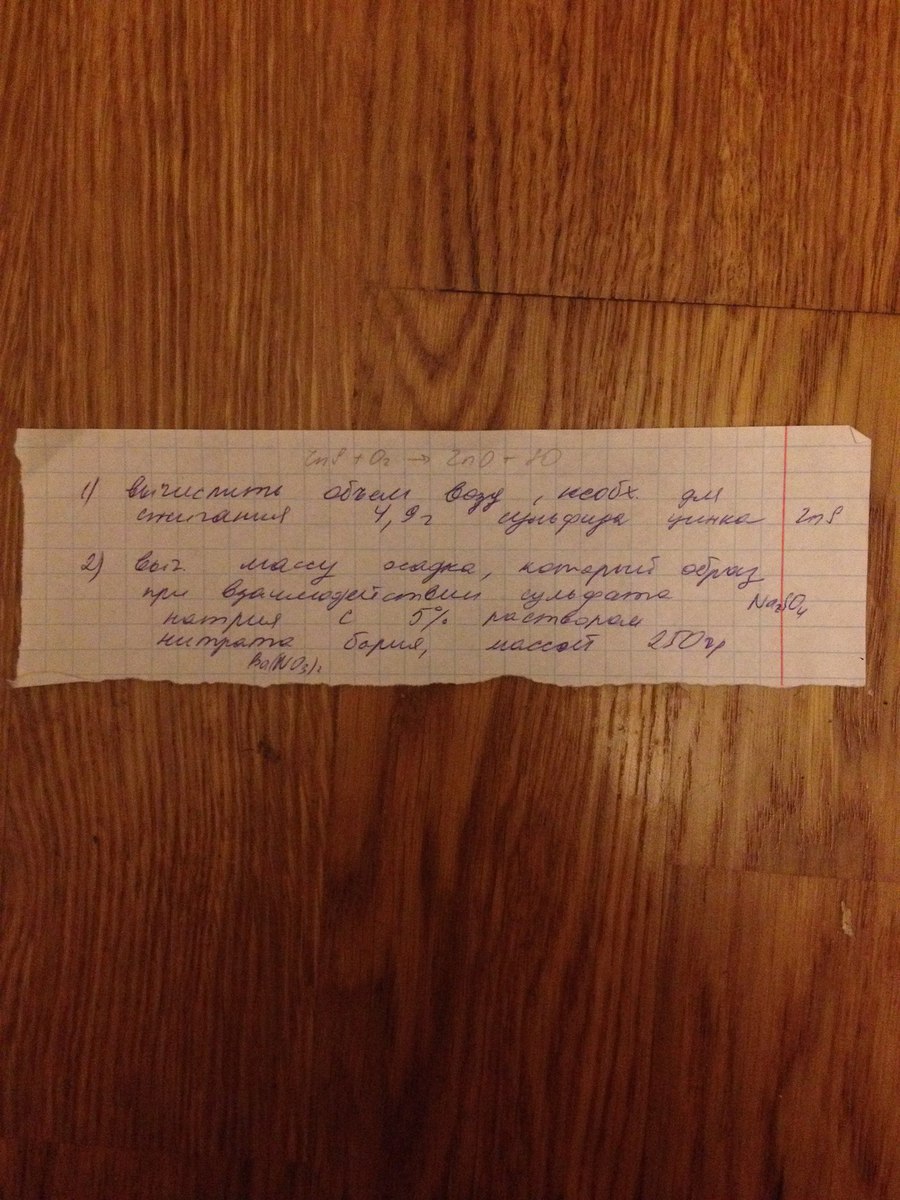 ZnS + O₂ → ZnO + SO
1) вычислить объем возд, необх. для
сжигания 4,9г сульфида цинка ZnS
2) выч. массу осадка, который образ
при взаимодействии сульфата Na₂SO₄
натрия с 5% раствором
нитрата бария, массой 250гр
Ba(NO₃)₂